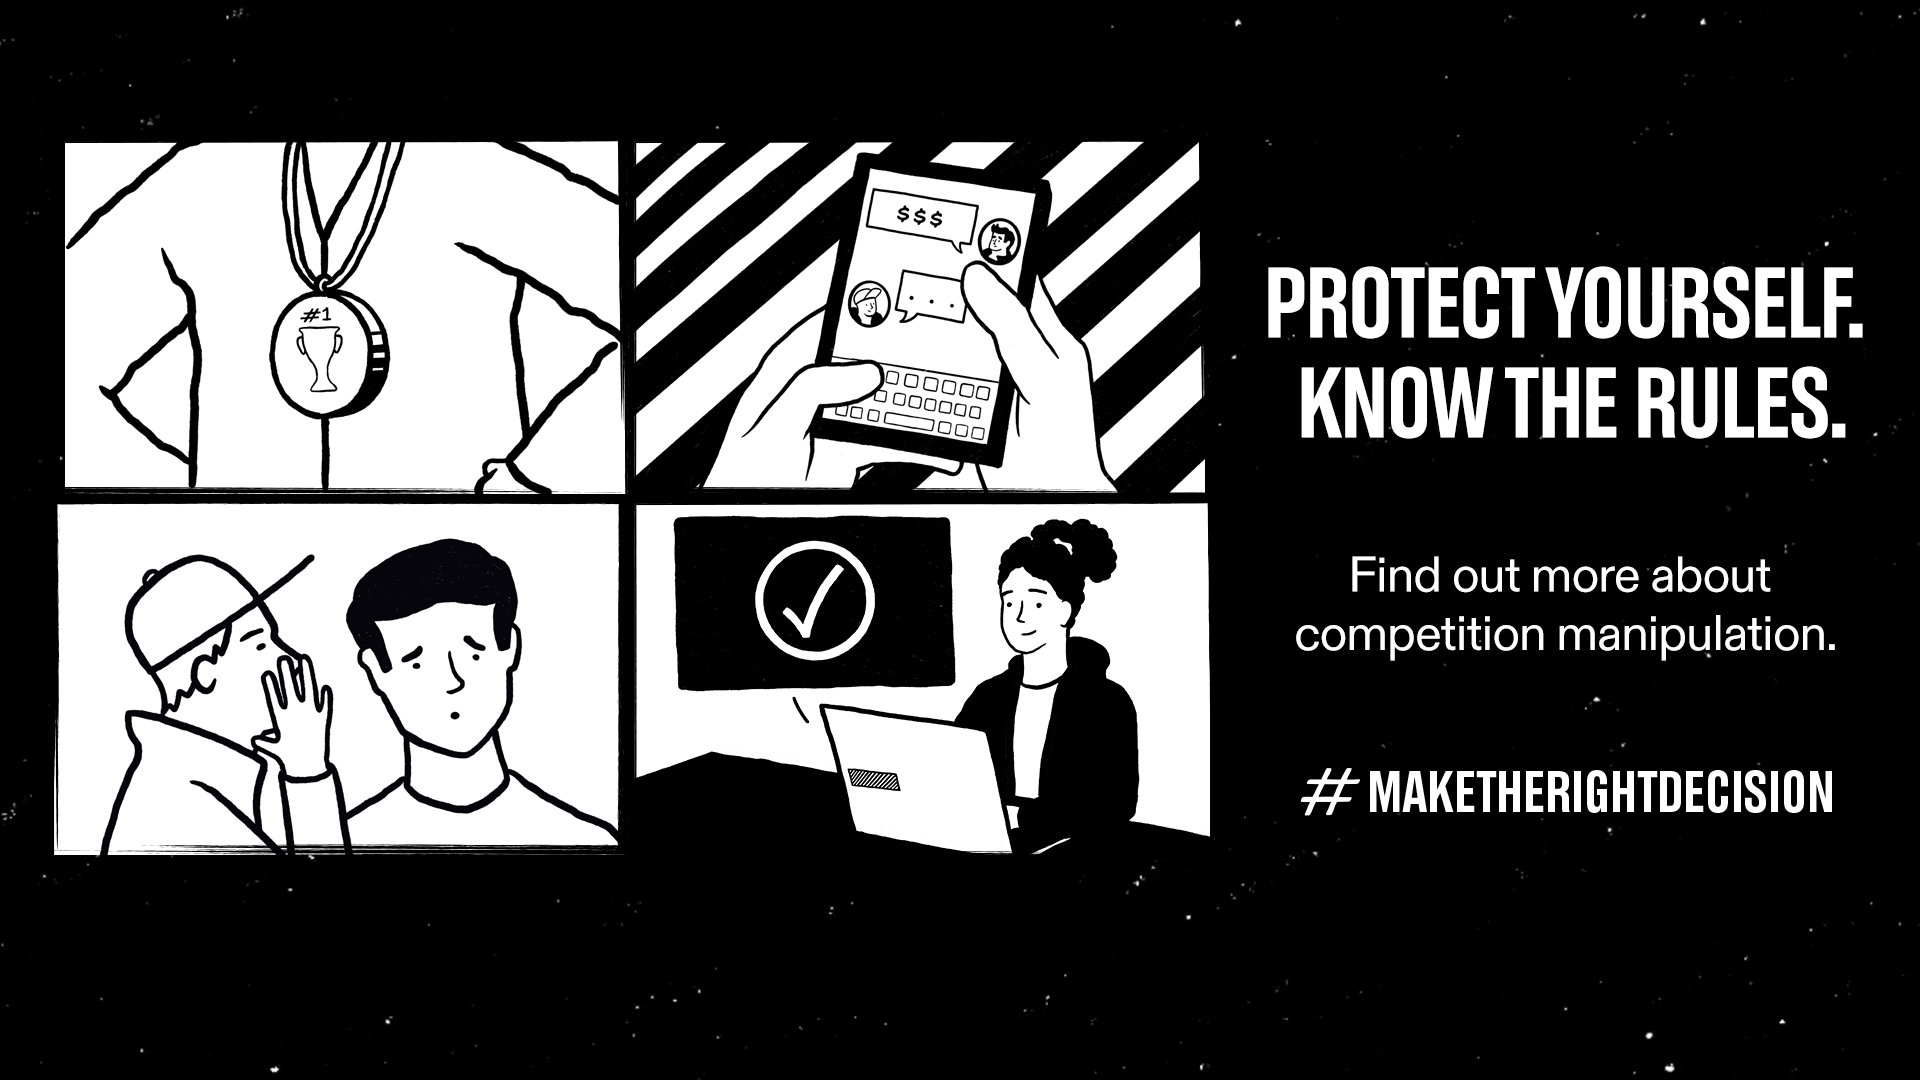 #1
$$$
...
PROTECT YOURSELF.
KNOW THE RULES.
Find out more about
competition manipulation.
# MAKETHERIGHTDECISION